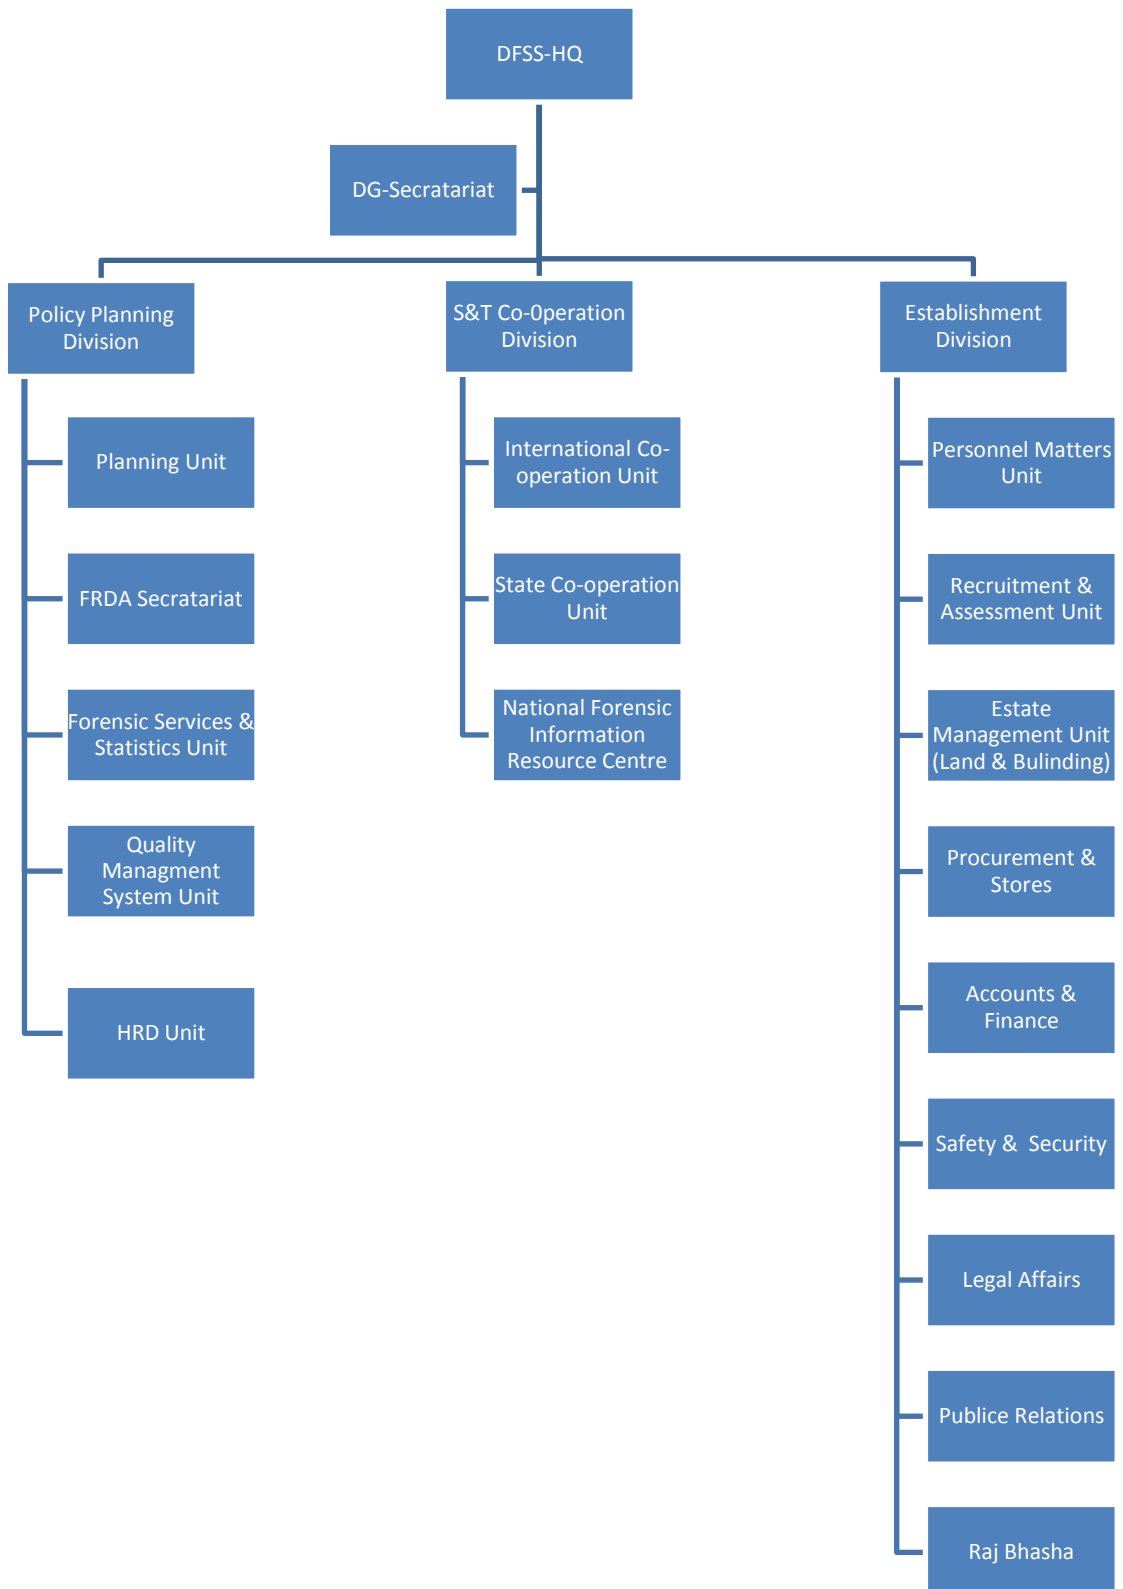 DFSS-HQ
DG-Secratariat
Policy Planning
Division
S&T Co-0peration
Division
Establishment
Division
Planning Unit
FRDA Secratariat
Forensic Services &
Statistics Unit
Quality
Managment
System Unit
HRD Unit
International Co-
operation Unit
State Co-operation
Unit
National Forensic
Information
Resource Centre
Personnel Matters
Unit
Recruitment &
Assessment Unit
Estate
Management Unit
(Land & Bulinding)
Procurement &
Stores
Accounts &
Finance
Safety &  Security
Legal Affairs
Publice Relations
Raj Bhasha